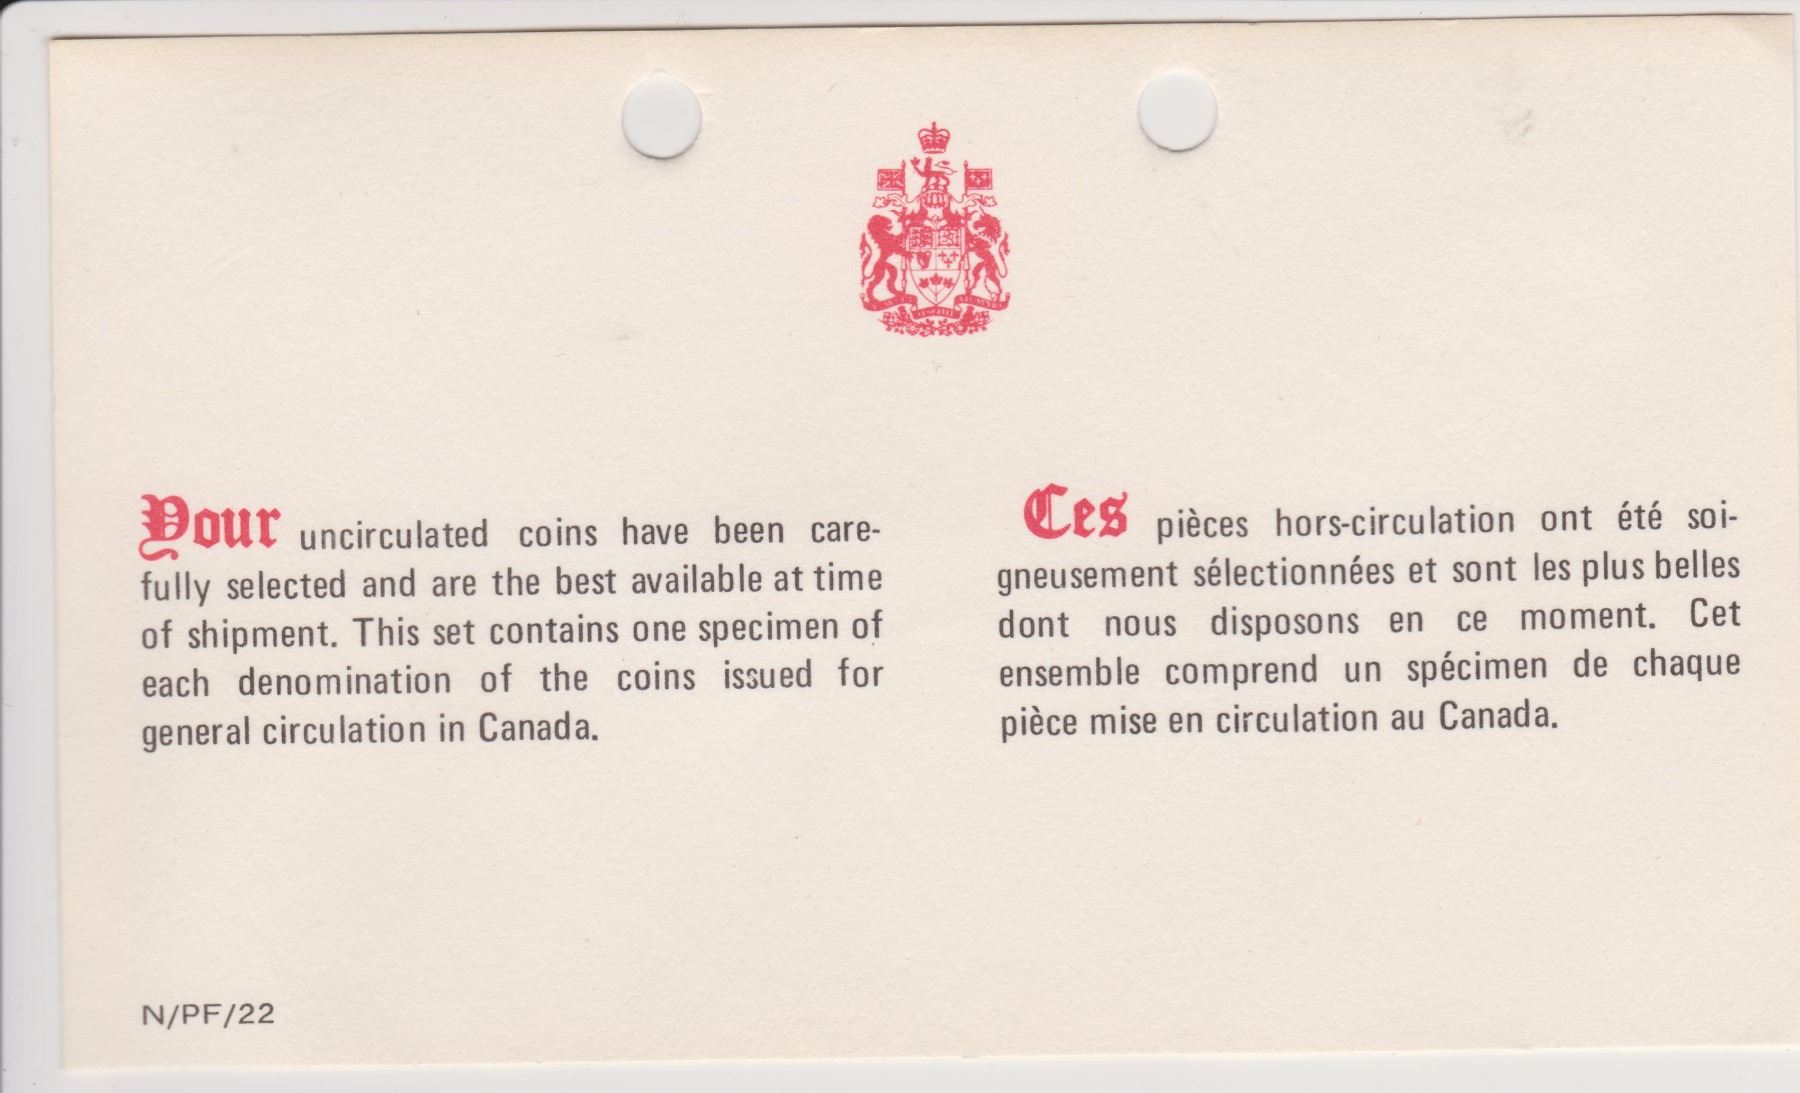 Your uncirculated coins have been care-
fully selected and are the best available at time
of shipment. This set contains one specimen of
each denomination of the coins issued for
general circulation in Canada.
Ces pièces hors-circulation ont été soi-
gneusement sélectionnées et sont les plus belles
dont nous disposons en ce moment. Cet
ensemble comprend un spécimen de chaque
pièce mise en circulation au Canada.
N/PF/22